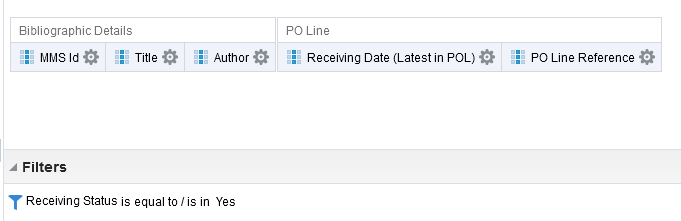 Bibliographic Details PO Line
MMS Id Title Author Receiving Date (Latest in POL) PO Line Reference
Filters
Receiving Status is equal to / is in Yes